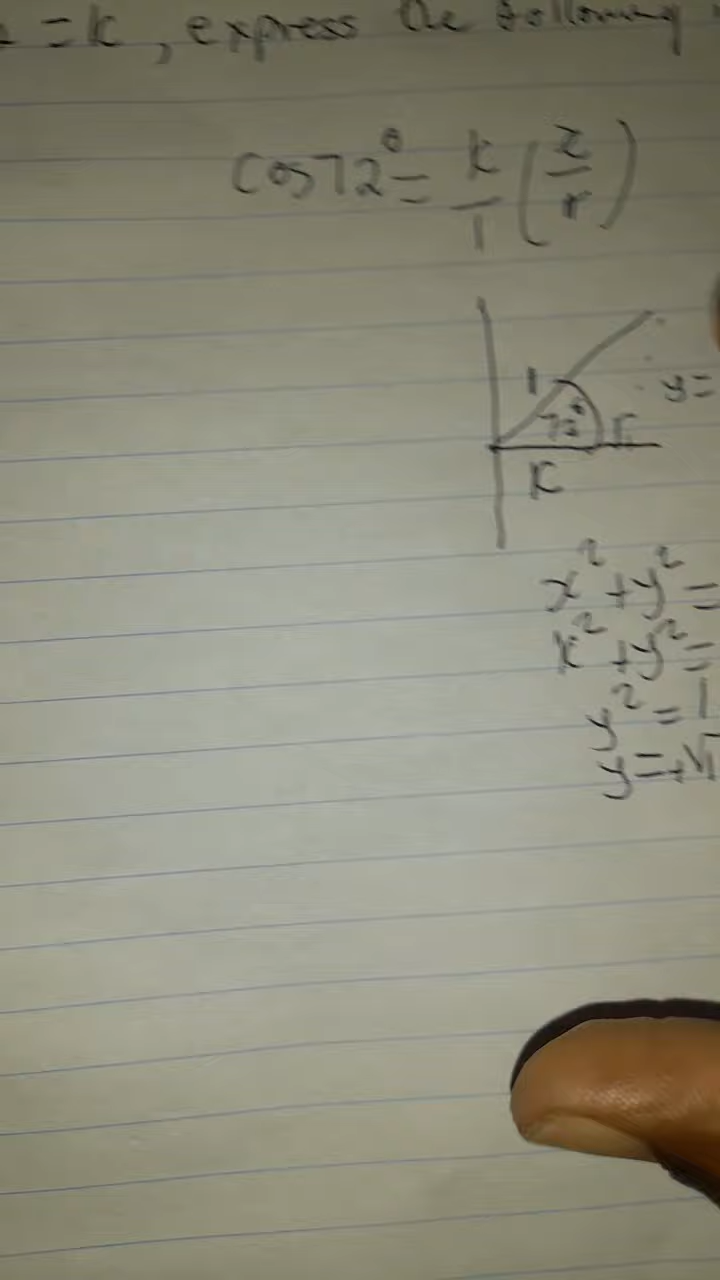 = k, express the following
cos72° = k/1 (x/r)
1
72°
r
y=
k
x² + y² =
k² + y² =
y² = 1
y = +√1